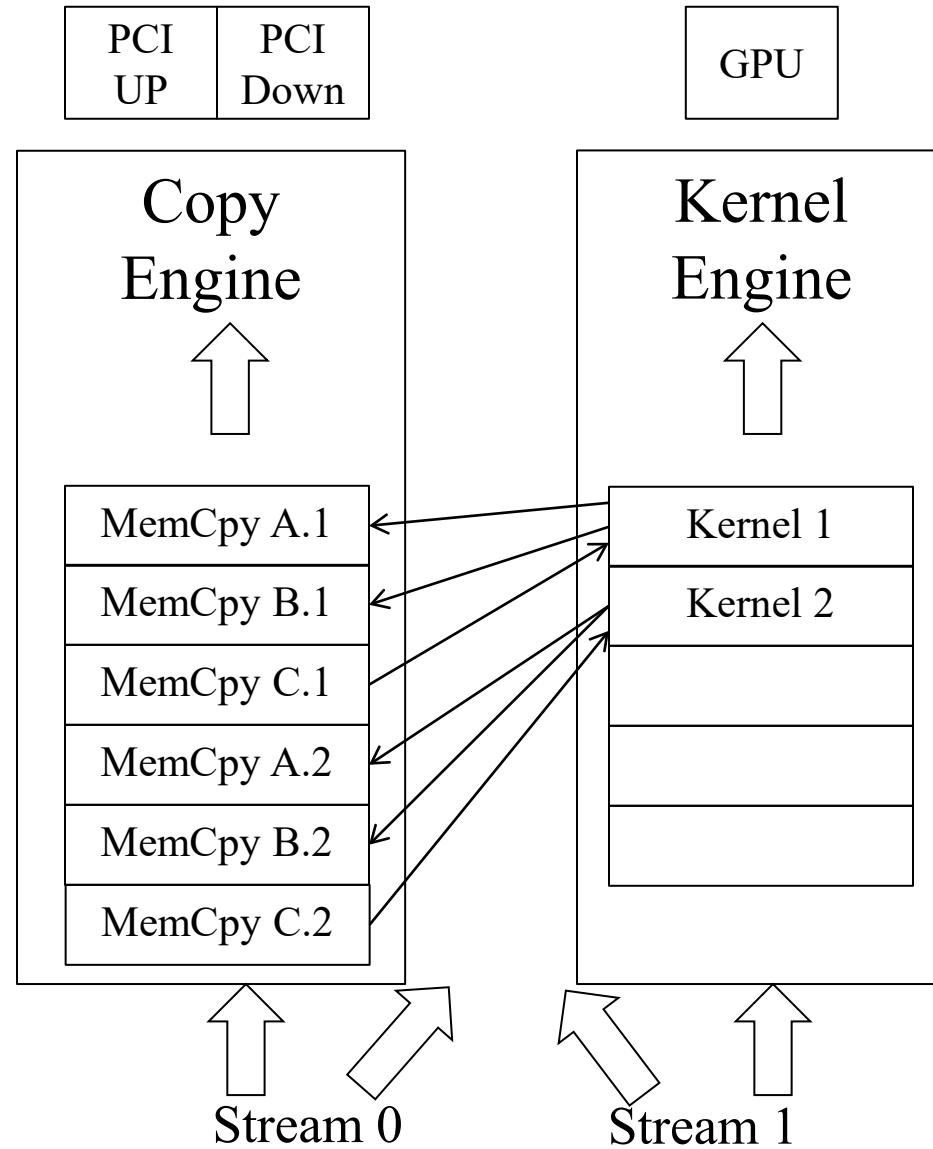 PCI
UP
PCI
Down
GPU
Copy
Engine
Kernel
Engine
MemCpy A.1
MemCpy B.1
MemCpy C.1
MemCpy A.2
MemCpy B.2
MemCpy C.2
Kernel 1
Kernel 2
Stream 0
Stream 1